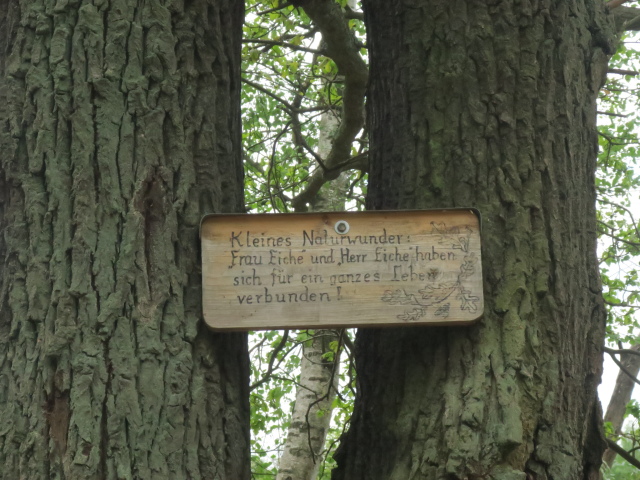 Kleines Naturwunder:
Frau Eiche und Herr Eiche haben
sich für ein ganzes Leben
verbunden!